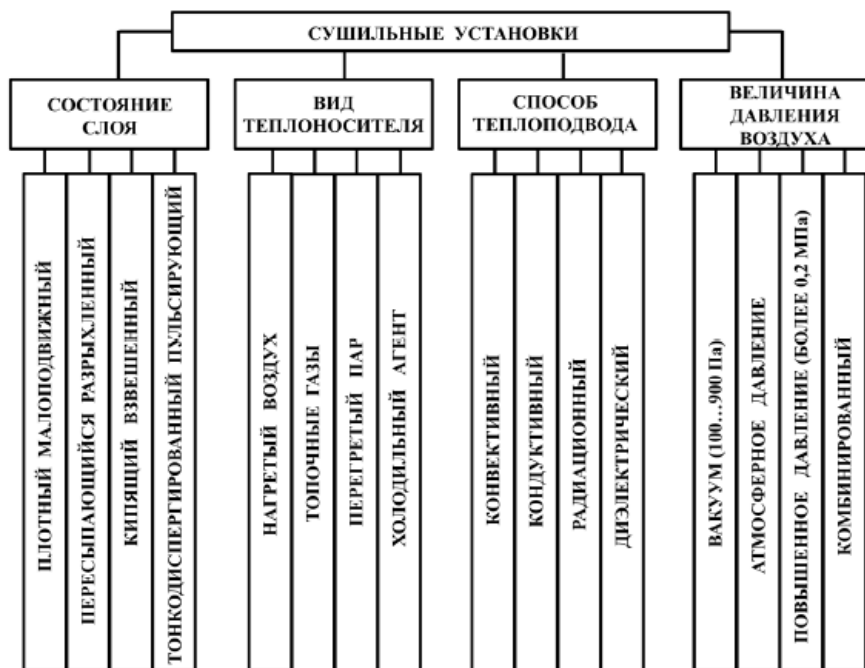 СУШИЛЬНЫЕ УСТАНОВКИ
СОСТОЯНИЕ
СЛОЯ
ВИД
ТЕПЛОНОСИТЕЛЯ
СПОСОБ
ТЕПЛОПОДВОДА
ВЕЛИЧИНА
ДАВЛЕНИЯ
ВОЗДУХА
ПЛОТНЫЙ МАЛОПОДВИЖНЫЙ
ПЕРЕСЫПАЮЩИЙСЯ РАЗРЫХЛЕННЫЙ
КИПЯЩИЙ ВЗВЕШЕННЫЙ
ТОНКОДИСПЕРГИРОВАННЫЙ ПУЛЬСИРУЮЩИЙ
НАГРЕТЫЙ ВОЗДУХ
ТОПОЧНЫЕ ГАЗЫ
ПЕРЕГРЕТЫЙ ПАР
ХОЛОДИЛЬНЫЙ АГЕНТ
КОНВЕКТИВНЫЙ
КОНДУКТИВНЫЙ
РАДИАЦИОННЫЙ
ДИЭЛЕКТРИЧЕСКИЙ
ВАКУУМ (100…900 Па)
АТМОСФЕРНОЕ ДАВЛЕНИЕ
ПОВЫШЕННОЕ ДАВЛЕНИЕ (БОЛЕЕ 0,2 МПа)
КОМБИНИРОВАННЫЙ